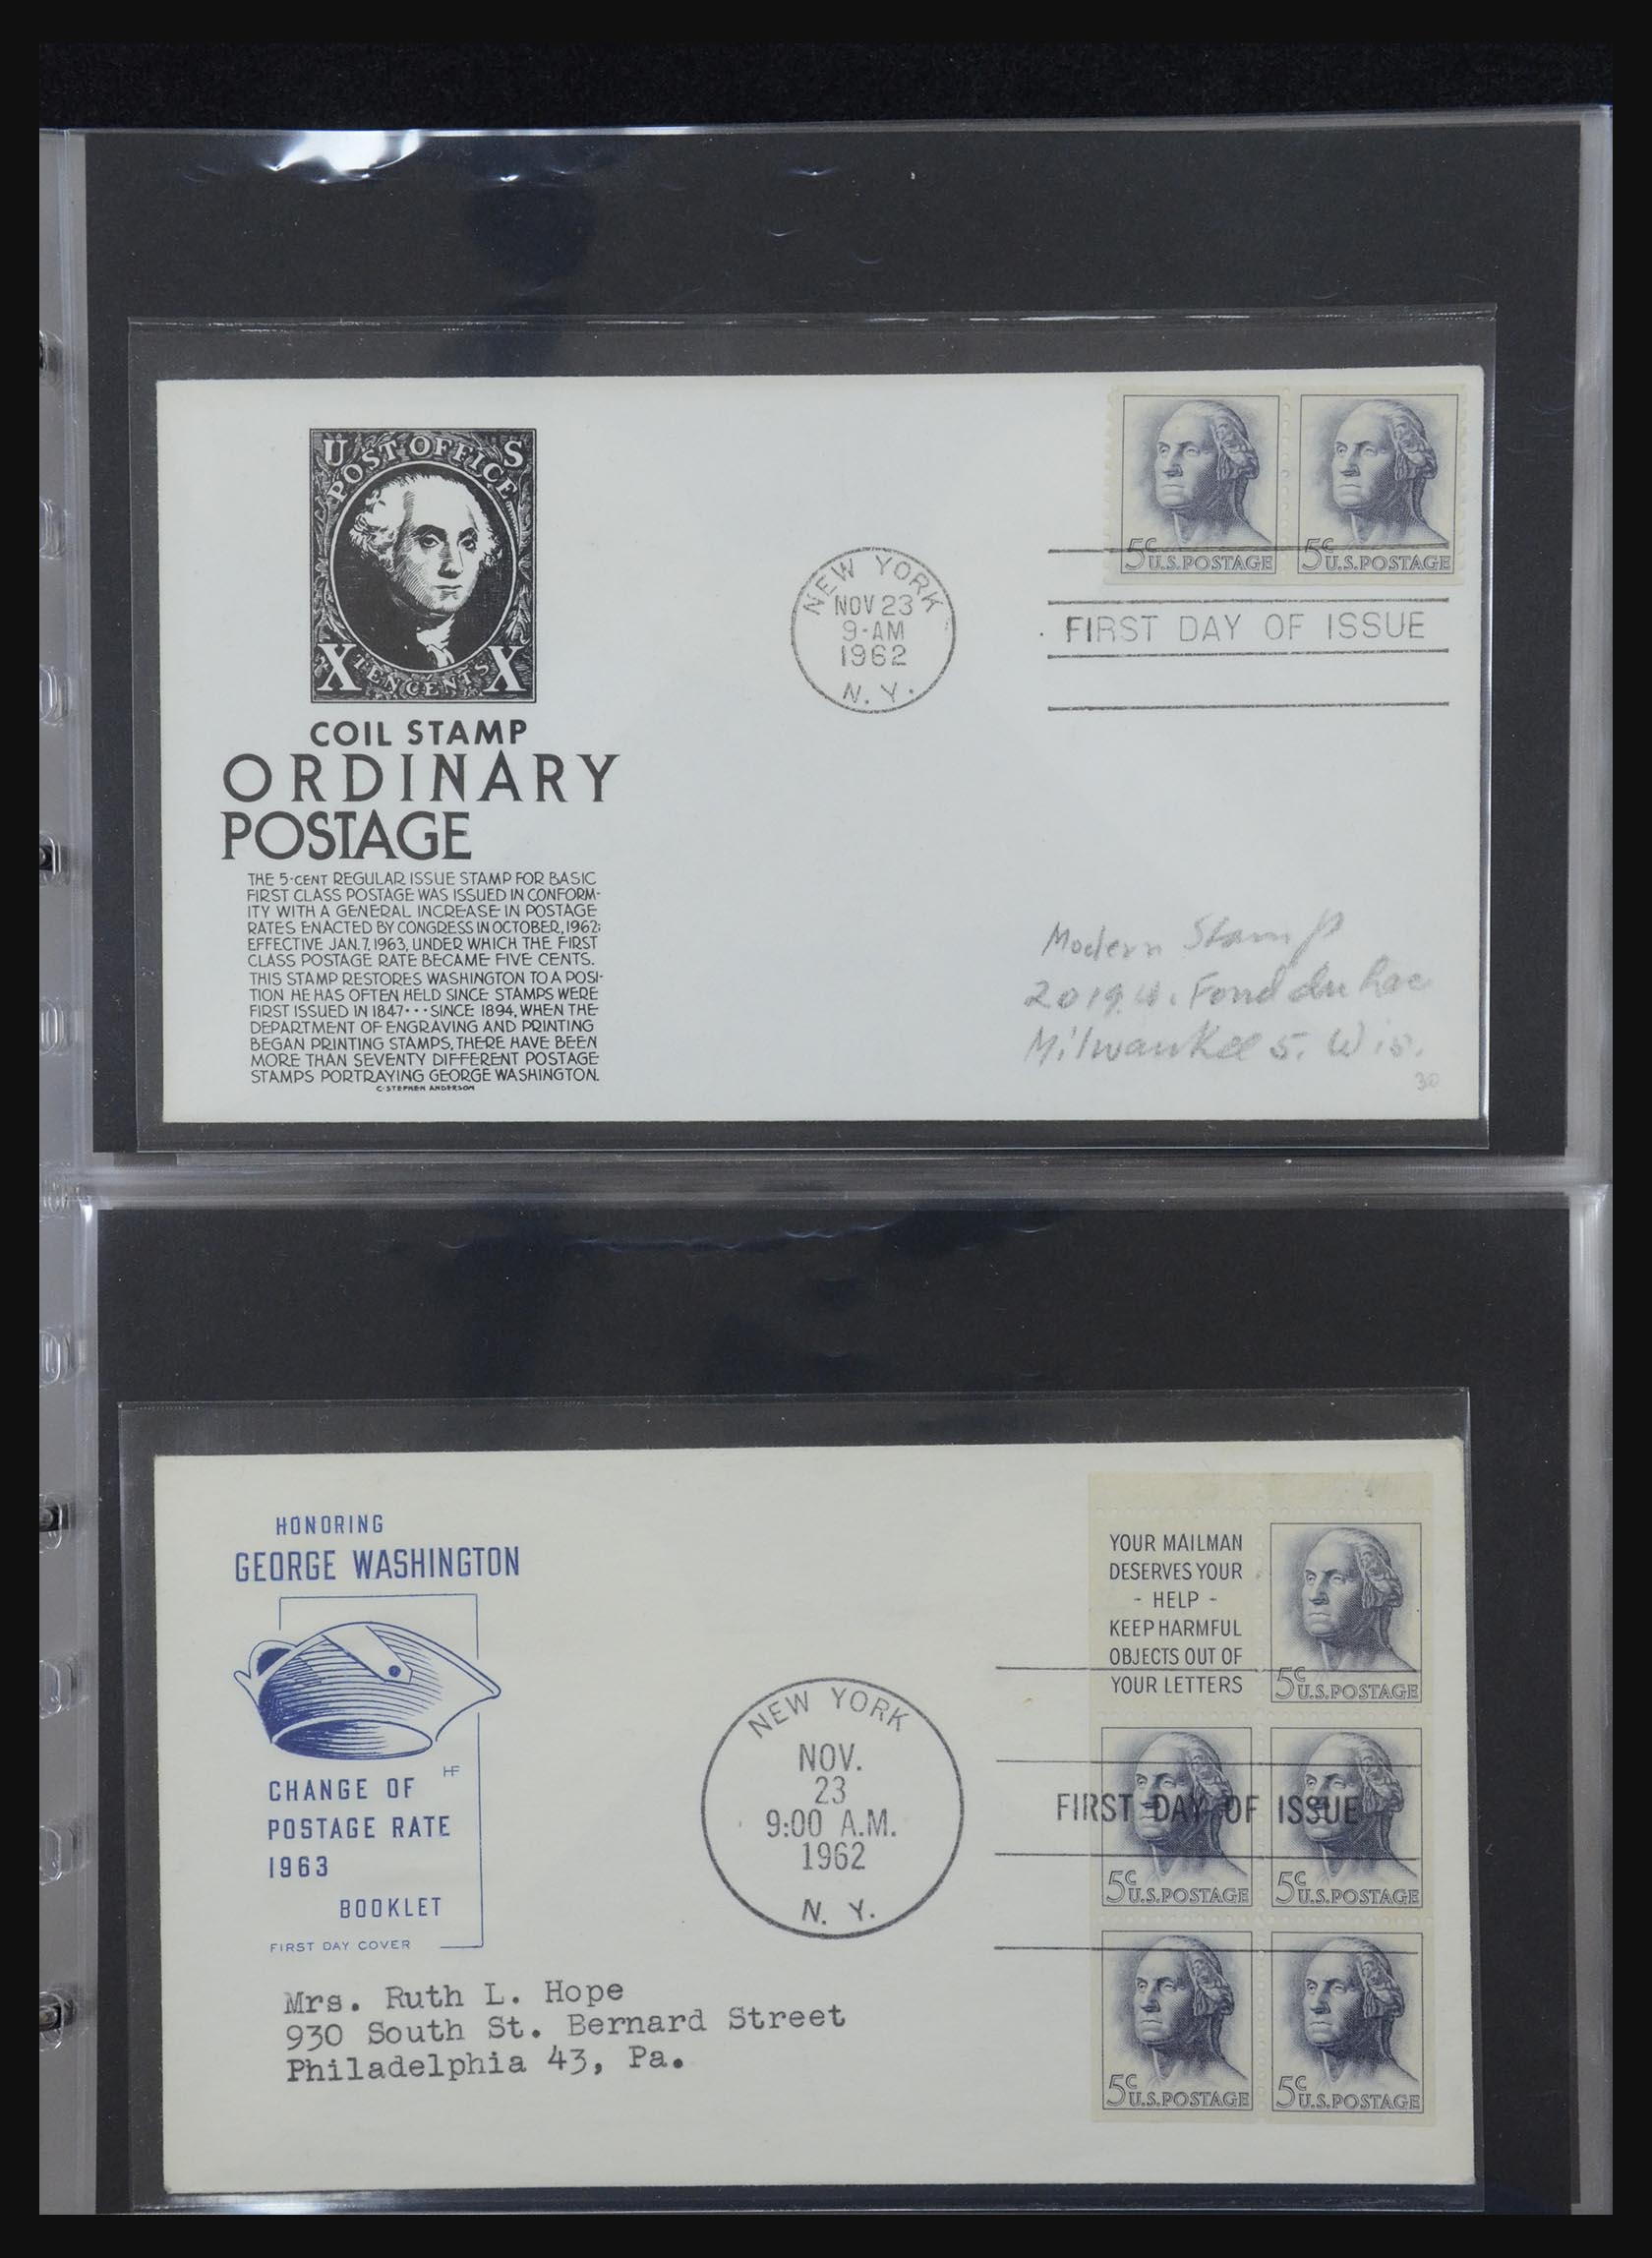 U S
POST OFFICE
X TEN CENTS X
COIL STAMP
ORDINARY
POSTAGE
THE 5-CENT REGULAR ISSUE STAMP FOR BASIC
FIRST CLASS POSTAGE WAS ISSUED IN CONFORM-
ITY WITH A GENERAL INCREASE IN POSTAGE
RATES ENACTED BY CONGRESS IN OCTOBER, 1962;
EFFECTIVE JAN. 7, 1963, UNDER WHICH THE FIRST
CLASS POSTAGE RATE BECAME FIVE CENTS.
THIS STAMP RESTORES WASHINGTON TO A POSI-
TION HE HAS OFTEN HELD SINCE STAMPS WERE
FIRST ISSUED IN 1847···SINCE 1894, WHEN THE
DEPARTMENT OF ENGRAVING AND PRINTING
BEGAN PRINTING STAMPS, THERE HAVE BEEN
MORE THAN SEVENTY DIFFERENT POSTAGE
STAMPS PORTRAYING GEORGE WASHINGTON.
C·STEPHEN ANDERSON
NEW YORK
NOV 23
9-AM
1962
N. Y.
5c U.S.POSTAGE
5c U.S.POSTAGE
FIRST DAY OF ISSUE
Modern Stamp
2019 W. Fond du Lac
Milwaukee 5. Wis.
30
HONORING
GEORGE WASHINGTON
HF
CHANGE OF
POSTAGE RATE
1963
BOOKLET
FIRST DAY COVER
Mrs. Ruth L. Hope
930 South St. Bernard Street
Philadelphia 43, Pa.
NEW YORK
NOV.
23
9:00 A.M.
1962
N. Y.
YOUR MAILMAN
DESERVES YOUR
- HELP -
KEEP HARMFUL
OBJECTS OUT OF
YOUR LETTERS
5c U.S.POSTAGE
FIRST DAY OF ISSUE
5c U.S.POSTAGE
5c U.S.POSTAGE
5c U.S.POSTAGE
5c U.S.POSTAGE